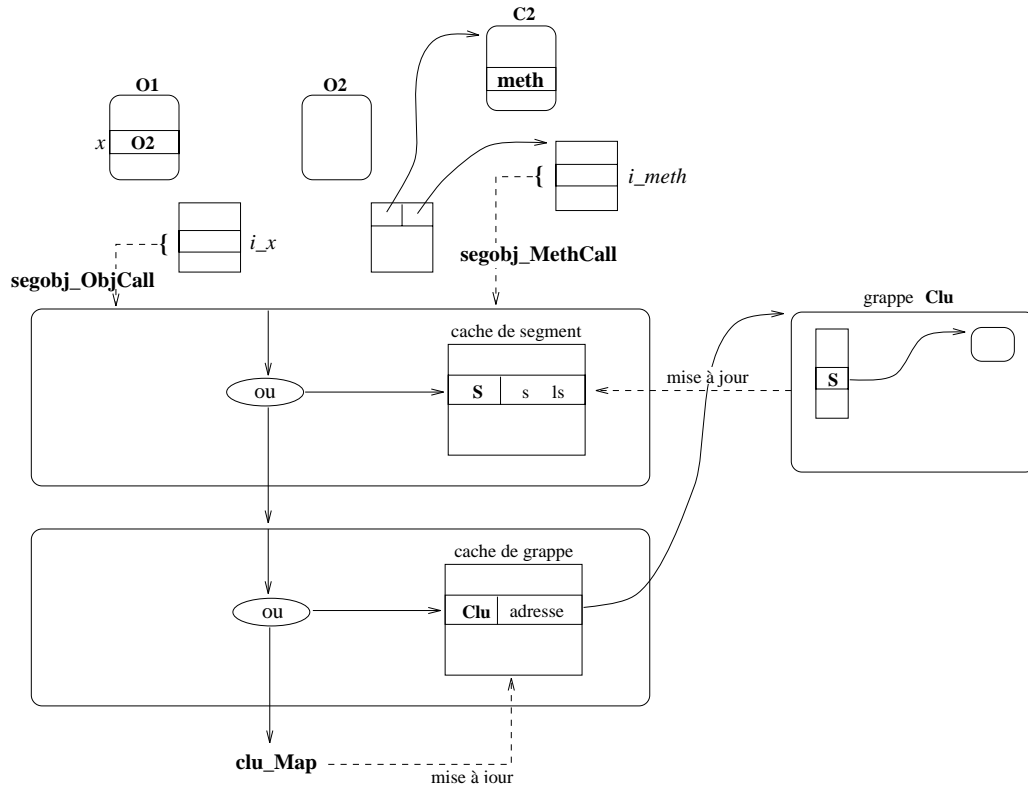 C2
meth
O1
O2
x
O2
i_meth
i_x
segobj_MethCall
segobj_ObjCall
grappe Clu
cache de segment
mise à jour
S
ou
S s ls
cache de grappe
ou
Clu adresse
clu_Map
mise à jour